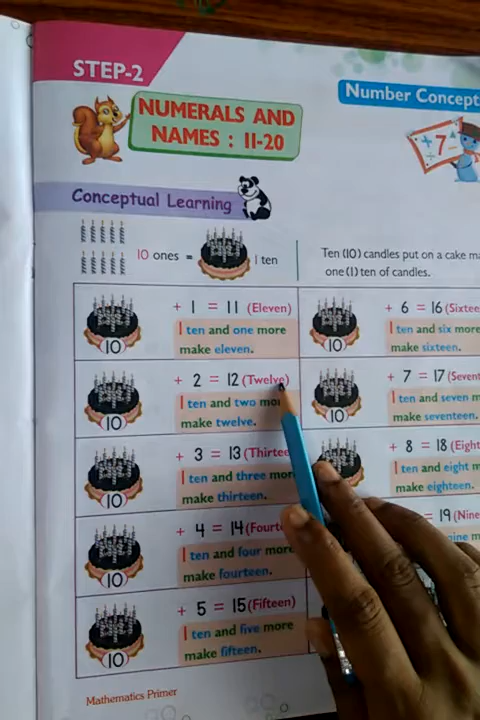 STEP-2
Number Concept
NUMERALS AND
NAMES : 11-20
7
Conceptual Learning
10 ones = 1 ten
Ten (10) candles put on a cake
one (1) ten of candles.
10 + 1 = 11 (Eleven)
1 ten and one more
make eleven.
10 + 2 = 12 (Twelve)
1 ten and two
make twelve.
10 + 3 = 13
1 ten and three
make thirteen.
10 + 4 = 14
1 ten and four more
make fourteen.
10 + 5 = 15 (Fifteen)
1 ten and five more
make fifteen.
10 + 6 = 16
1 ten and six more
make sixteen.
10 + 7 = 17
1 ten and seven
make seventeen.
+ 8 = 18
1 ten and eight
make eighteen.
= 19
Mathematics Primer